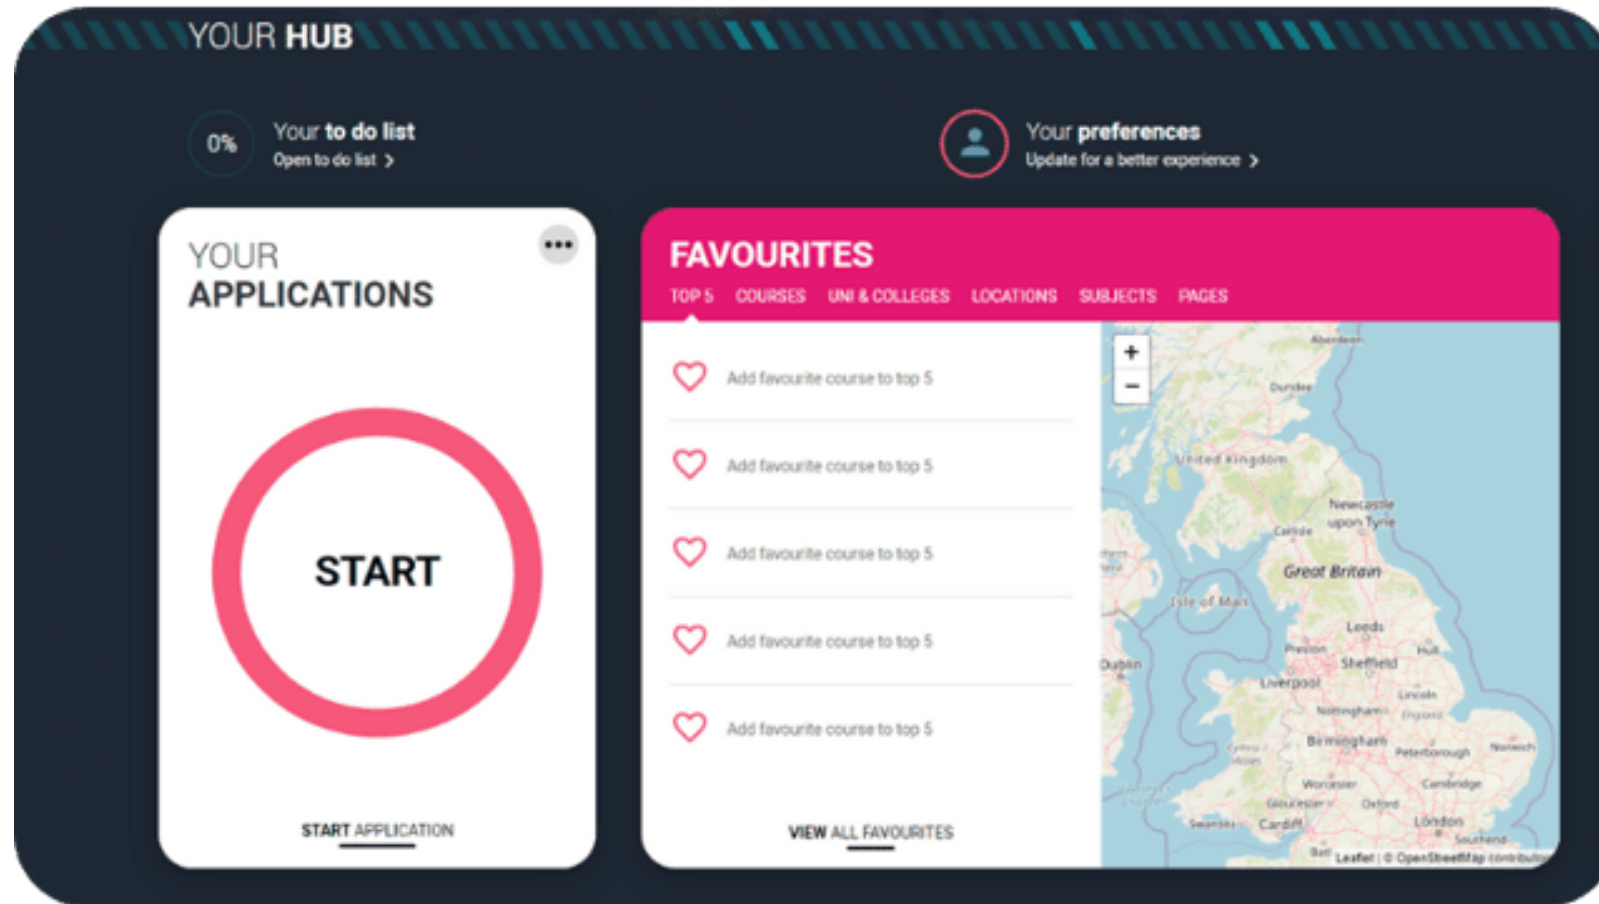 YOUR HUB
0%
Your to do list
Open to do list >
Your preferences
Update for a better experience >
YOUR
APPLICATIONS
START
START APPLICATION
FAVOURITES
TOP 5 COURSES UNI & COLLEGES LOCATIONS SUBJECTS PAGES
Add favourite course to top 5
Add favourite course to top 5
Add favourite course to top 5
Add favourite course to top 5
Add favourite course to top 5
VIEW ALL FAVOURITES
+
−
Aberdeen
Dundee
United Kingdom
Newcastle
upon Tyne
Carlisle
Great Britain
Isle of Man
Leeds
Preston
Hull
Sheffield
Dublin
Liverpool
Lincoln
Nottingham
England
Birmingham
Peterborough
Norwich
Cymru /
Wales
Worcester
Cambridge
Gloucester
Oxford
Swansea
Cardiff
London
Southend
Leaflet | © OpenStreetMap